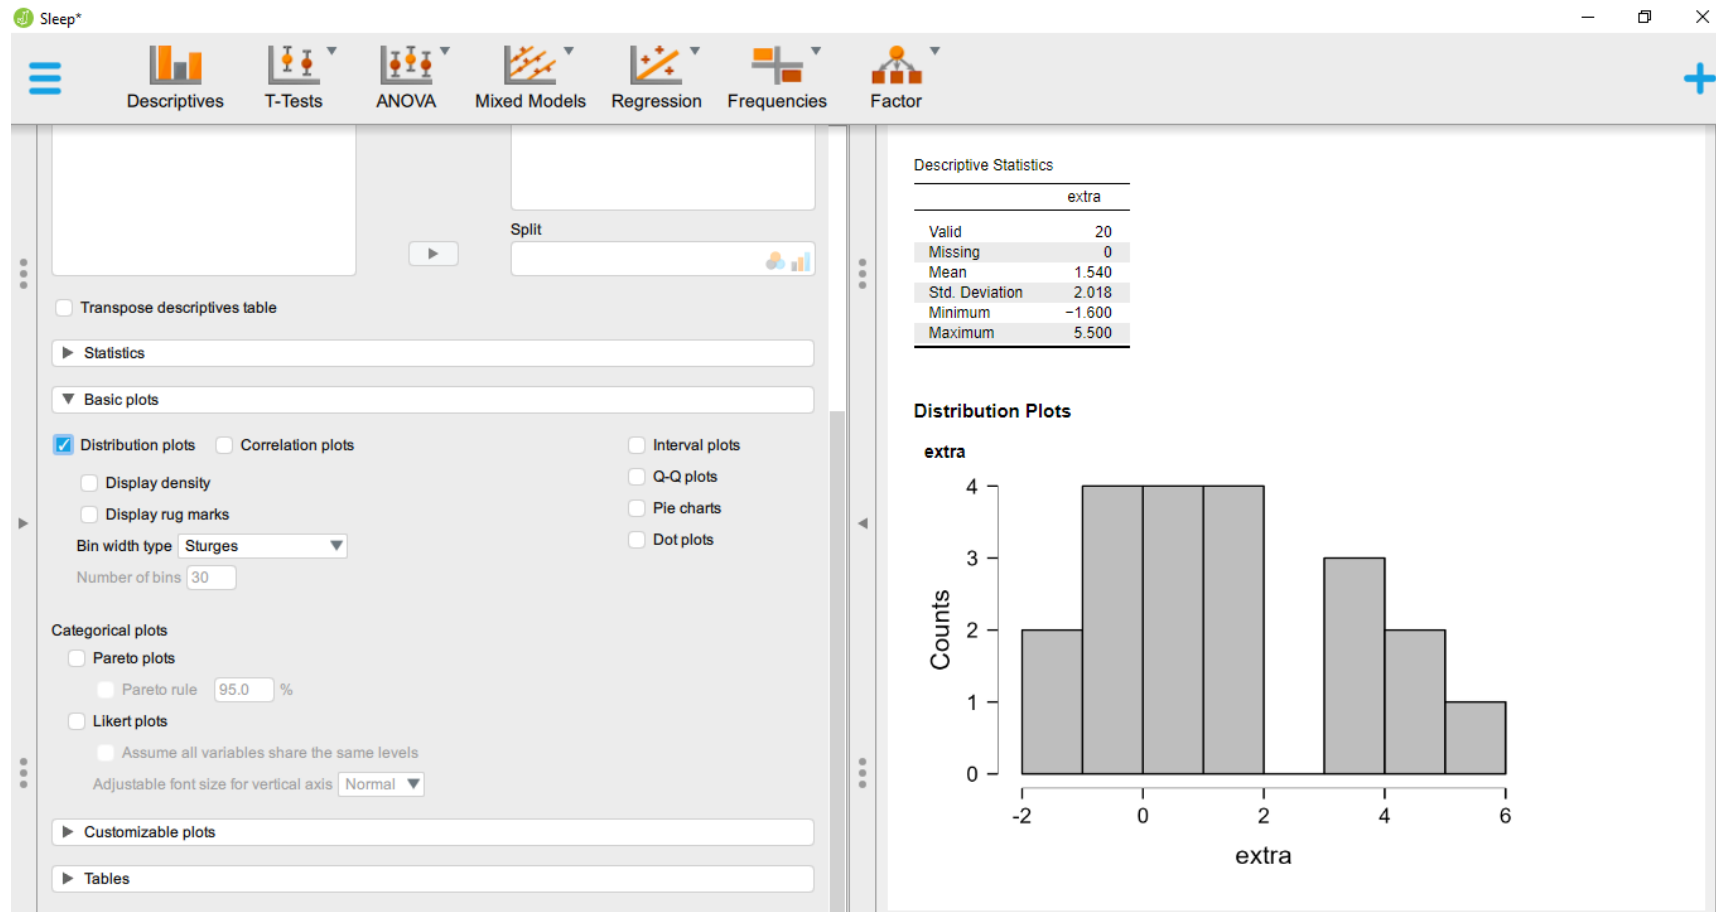 Sleep*
Descriptives T-Tests ANOVA Mixed Models Regression Frequencies Factor
Split
Transpose descriptives table
Statistics
Basic plots
Distribution plots Correlation plots Interval plots
Display density Q-Q plots
Display rug marks Pie charts
Bin width type Sturges Dot plots
Number of bins 30
Categorical plots
Pareto plots
Pareto rule 95.0 %
Likert plots
Assume all variables share the same levels
Adjustable font size for vertical axis Normal
Customizable plots
Tables
Descriptive Statistics
extra
Valid 20
Missing 0
Mean 1.540
Std. Deviation 2.018
Minimum −1.600
Maximum 5.500
Distribution Plots
extra
4
3
2
1
0
Counts
-2 0 2 4 6
extra